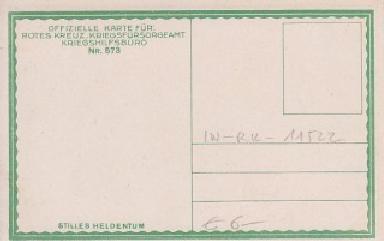 OFFIZIELLE KARTE FÜR:
ROTES KREUZ, KRIEGSFÜRSORGEAMT
KRIEGSHILFSBÜRO
NR. 573
IN-RK-11522
€ 6-
STILLES HELDENTUM